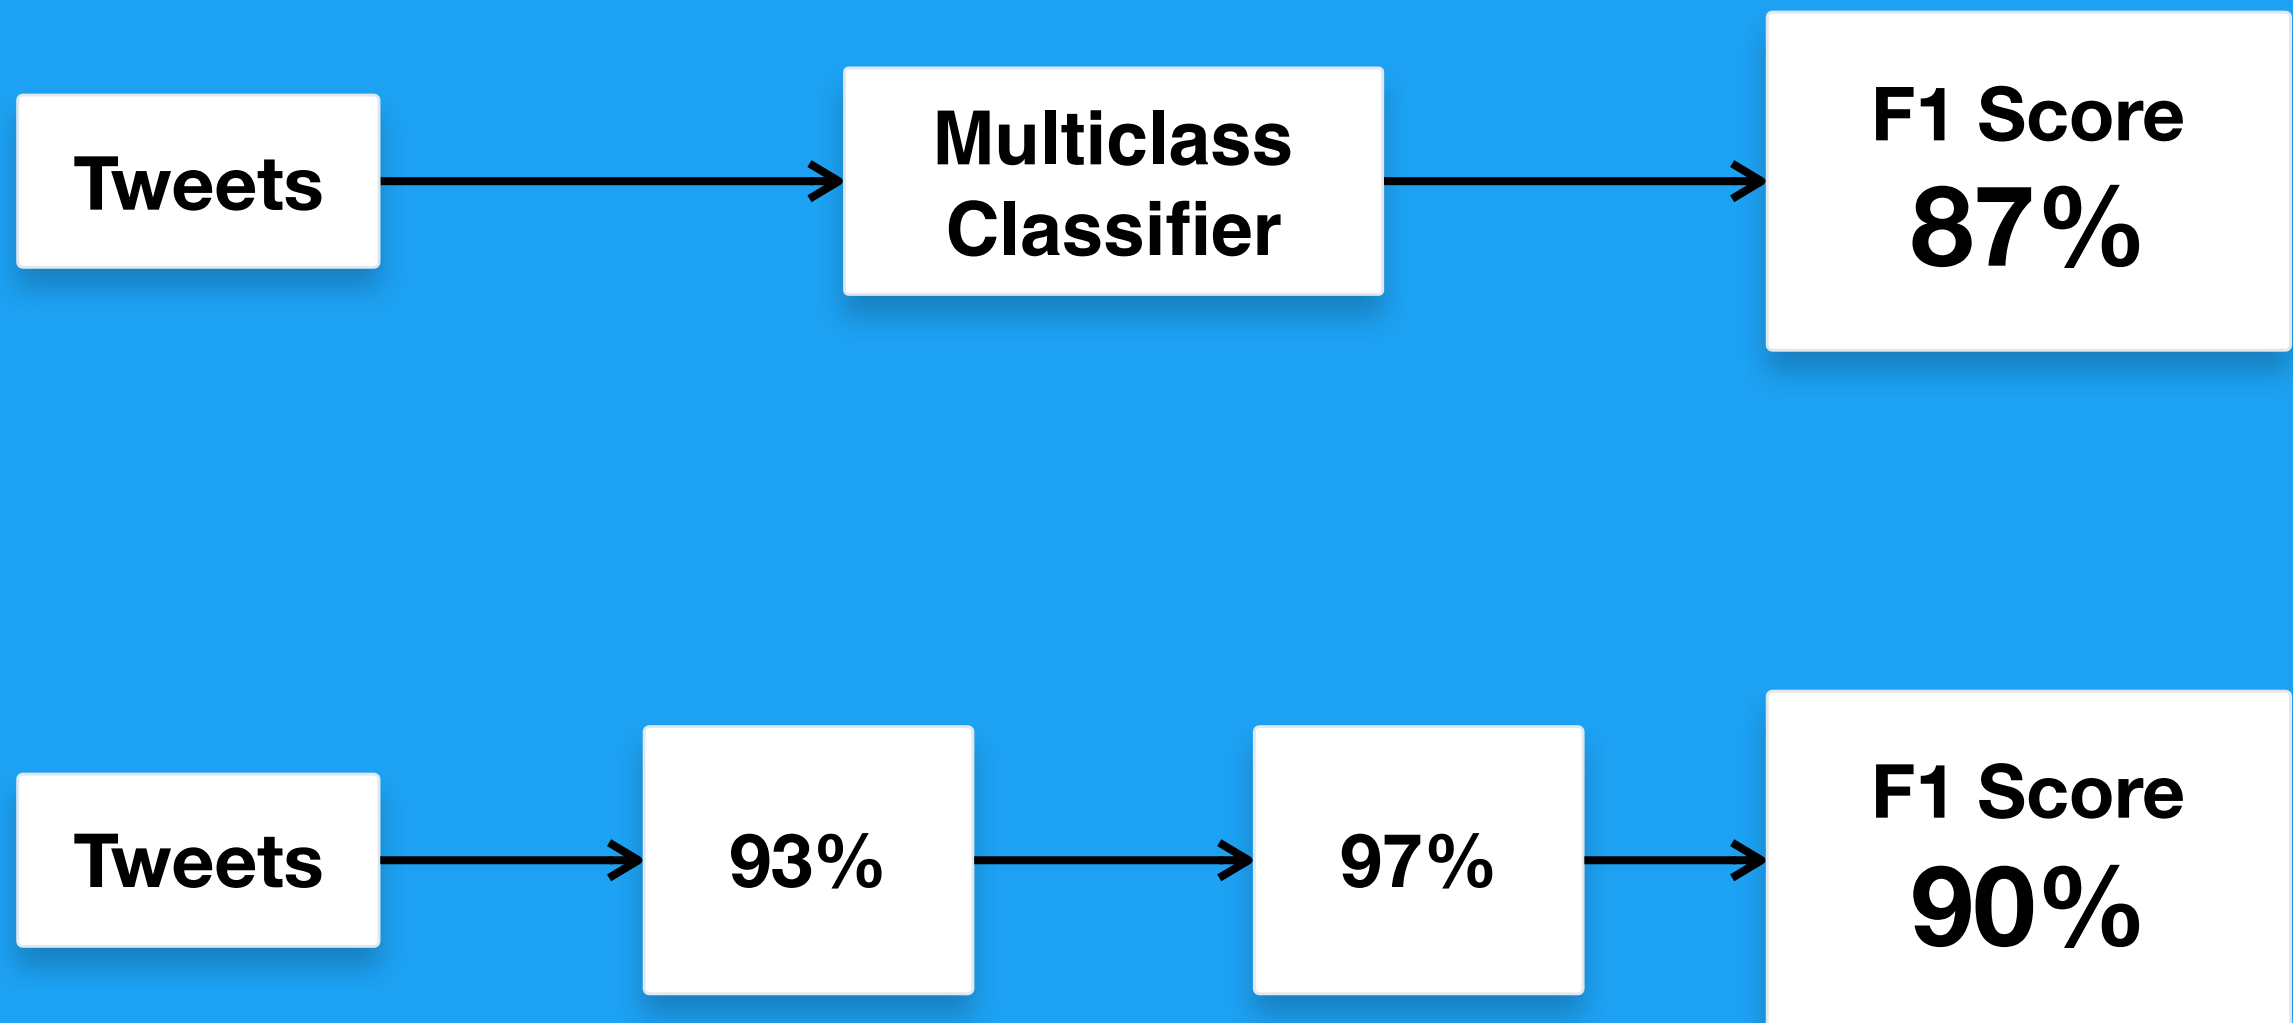 Tweets
Multiclass
Classifier
F1 Score
87%
Tweets
93%
97%
F1 Score
90%